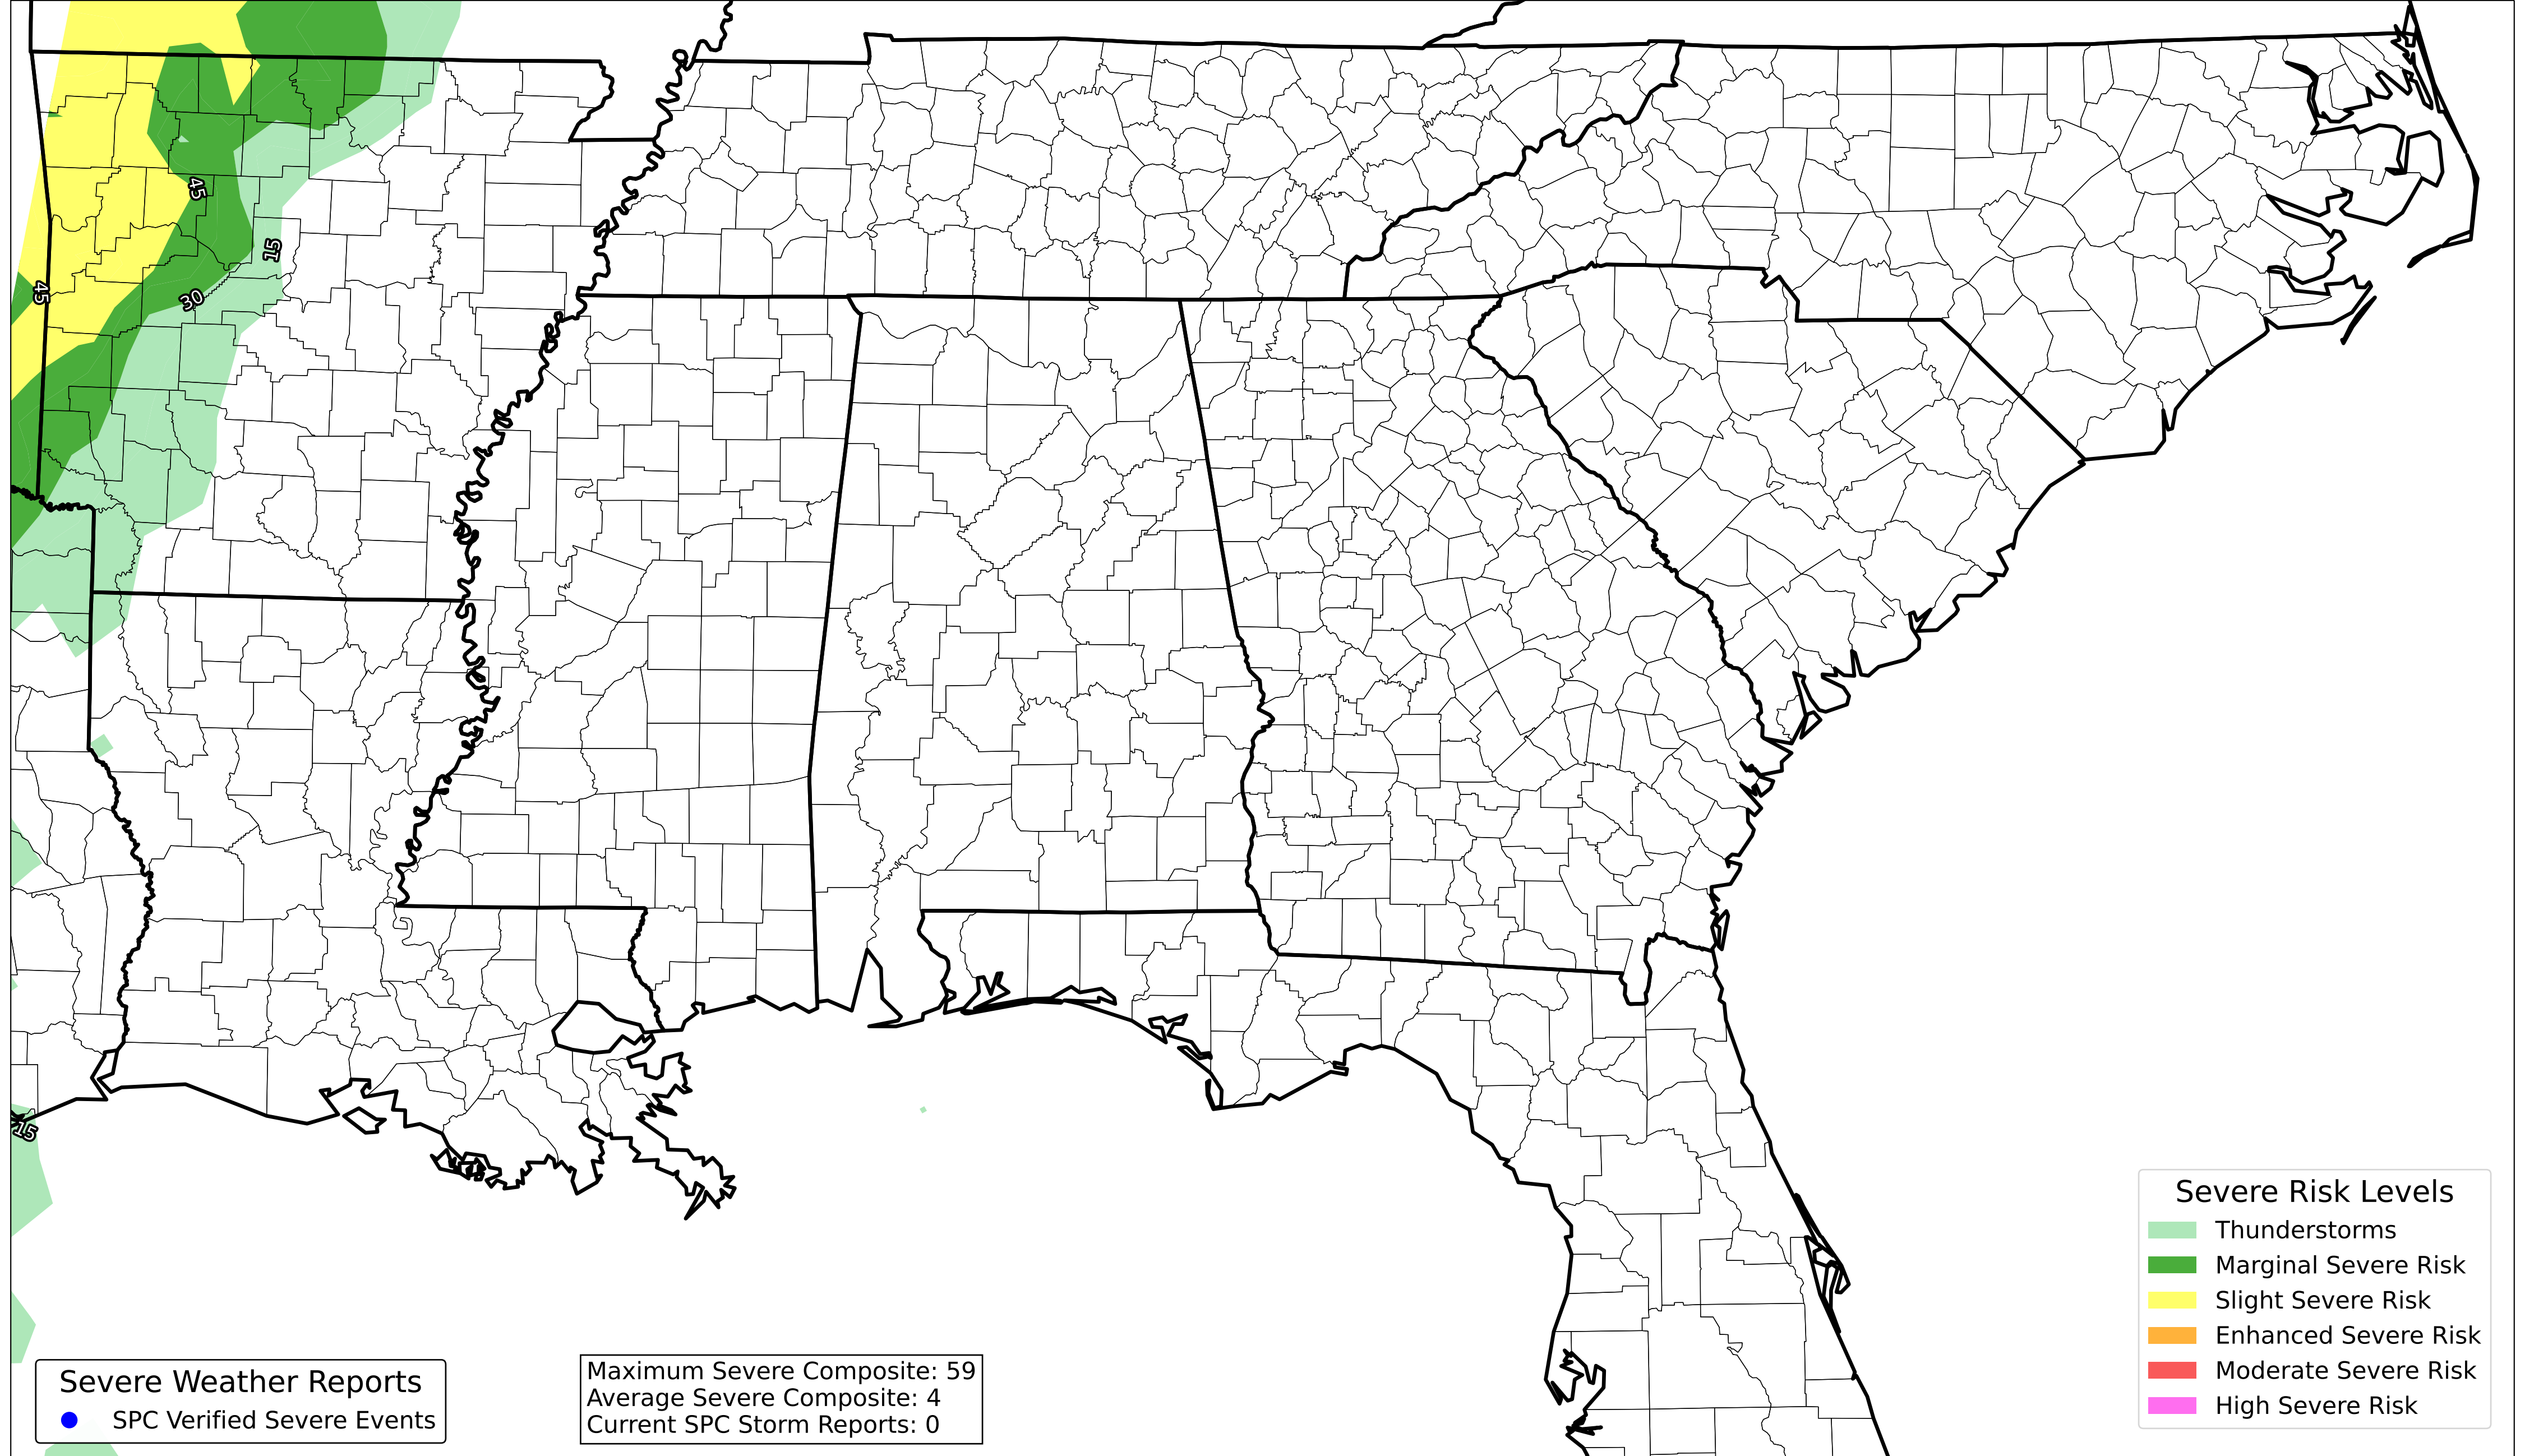 45
15
45
30
15
Severe Risk Levels
Thunderstorms
Marginal Severe Risk
Slight Severe Risk
Enhanced Severe Risk
Moderate Severe Risk
High Severe Risk
Severe Weather Reports
SPC Verified Severe Events
Maximum Severe Composite: 59
Average Severe Composite: 4
Current SPC Storm Reports: 0